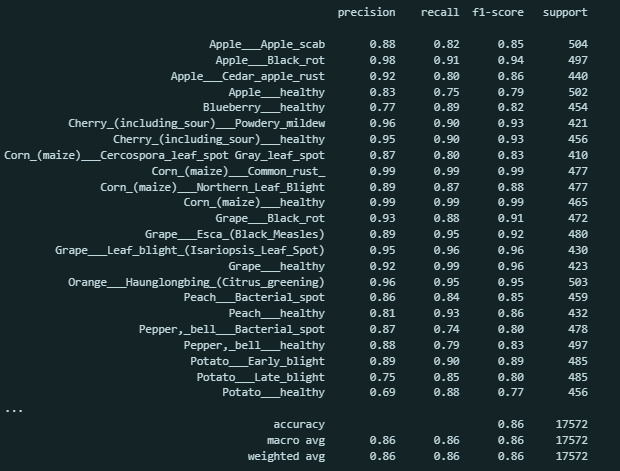 precision recall f1-score support
Apple___Apple_scab 0.88 0.82 0.85 504
Apple___Black_rot 0.98 0.91 0.94 497
Apple___Cedar_apple_rust 0.92 0.80 0.86 440
Apple___healthy 0.83 0.75 0.79 502
Blueberry___healthy 0.77 0.89 0.82 454
Cherry_(including_sour)___Powdery_mildew 0.96 0.90 0.93 421
Cherry_(including_sour)___healthy 0.95 0.90 0.93 456
Corn_(maize)___Cercospora_leaf_spot Gray_leaf_spot 0.87 0.80 0.83 410
Corn_(maize)___Common_rust_ 0.99 0.99 0.99 477
Corn_(maize)___Northern_Leaf_Blight 0.89 0.87 0.88 477
Corn_(maize)___healthy 0.99 0.99 0.99 465
Grape___Black_rot 0.93 0.88 0.91 472
Grape___Esca_(Black_Measles) 0.89 0.95 0.92 480
Grape___Leaf_blight_(Isariopsis_Leaf_Spot) 0.95 0.96 0.96 430
Grape___healthy 0.92 0.99 0.96 423
Orange___Haunglongbing_(Citrus_greening) 0.96 0.95 0.95 503
Peach___Bacterial_spot 0.86 0.84 0.85 459
Peach___healthy 0.81 0.93 0.86 432
Pepper,_bell___Bacterial_spot 0.87 0.74 0.80 478
Pepper,_bell___healthy 0.88 0.79 0.83 497
Potato___Early_blight 0.89 0.90 0.89 485
Potato___Late_blight 0.75 0.85 0.80 485
Potato___healthy 0.69 0.88 0.77 456
...
accuracy 0.86 17572
macro avg 0.86 0.86 0.86 17572
weighted avg 0.86 0.86 0.86 17572